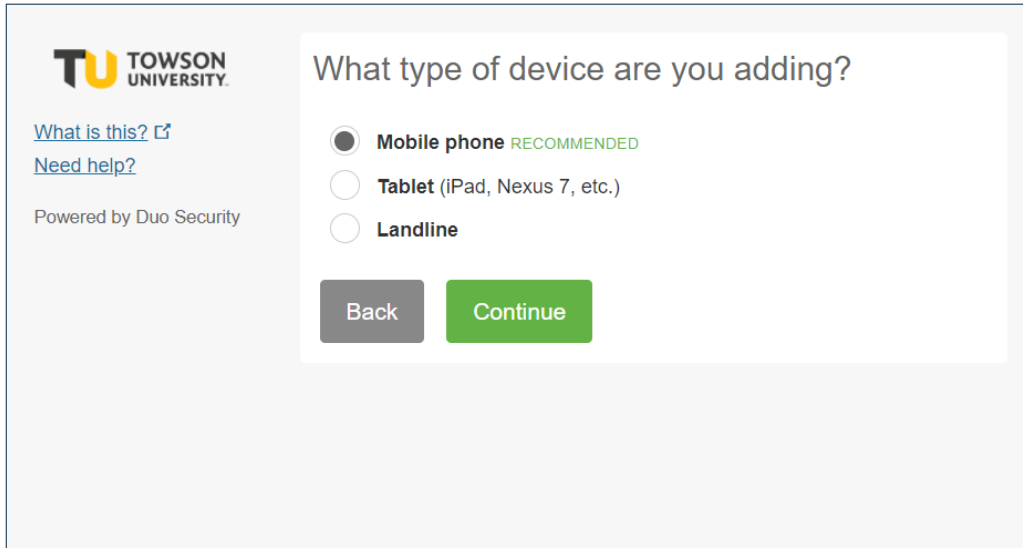 TU TOWSON
UNIVERSITY.
What is this?
Need help?
Powered by Duo Security
What type of device are you adding?
Mobile phone RECOMMENDED
Tablet (iPad, Nexus 7, etc.)
Landline
Back Continue